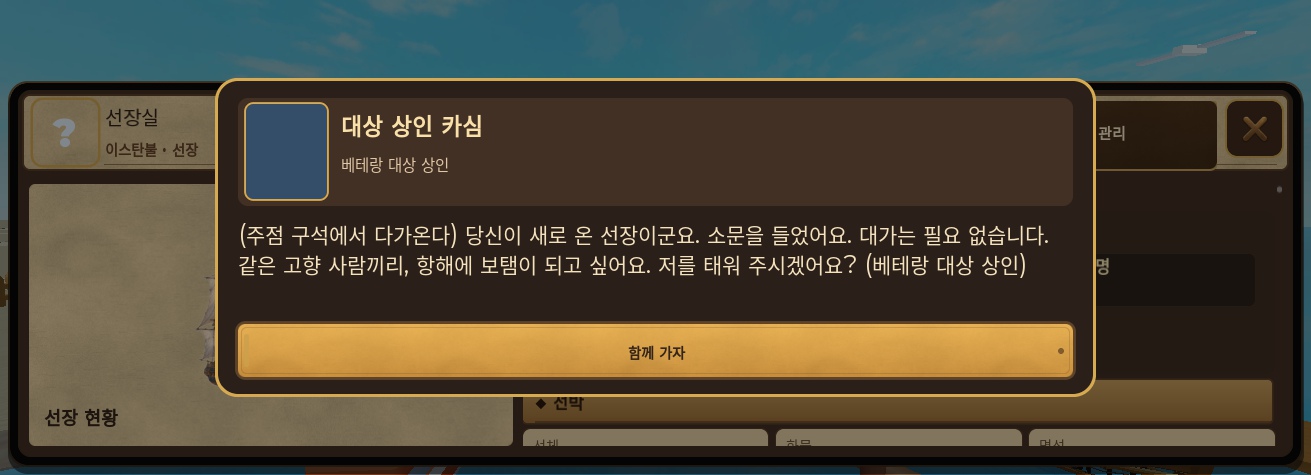 선장실
이스탄불 • 선장
관리
대상 상인 카심
베테랑 대상 상인
(주점 구석에서 다가온다) 당신이 새로 온 선장이군요. 소문을 들었어요. 대가는 필요 없습니다.
같은 고향 사람끼리, 항해에 보탬이 되고 싶어요. 저를 태워 주시겠어요? (베테랑 대상 상인)
명
함께 가자
선장 현황
◆ 선박
선체
화물